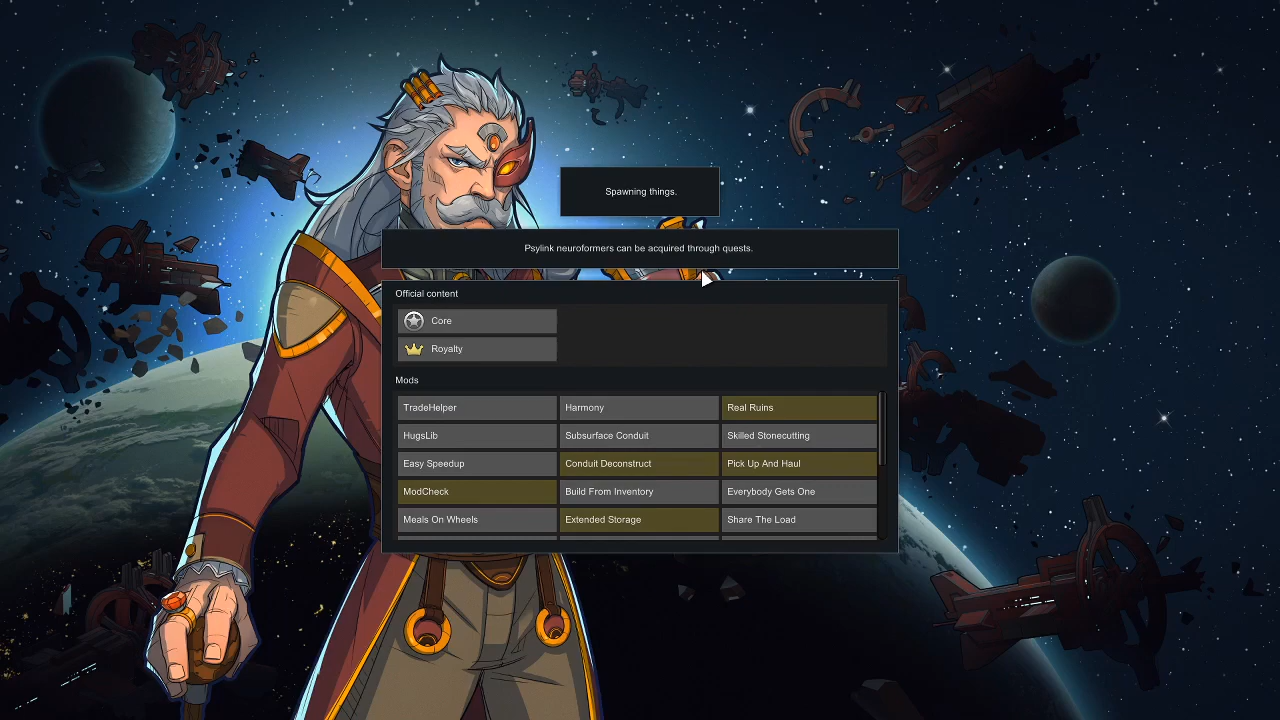 Spawning things.
Psylink neuroformers can be acquired through quests.
Official content
Core
Royalty
Mods
TradeHelper
Harmony
Real Ruins
HugsLib
Subsurface Conduit
Skilled Stonecutting
Easy Speedup
Conduit Deconstruct
Pick Up And Haul
ModCheck
Build From Inventory
Everybody Gets One
Meals On Wheels
Extended Storage
Share The Load